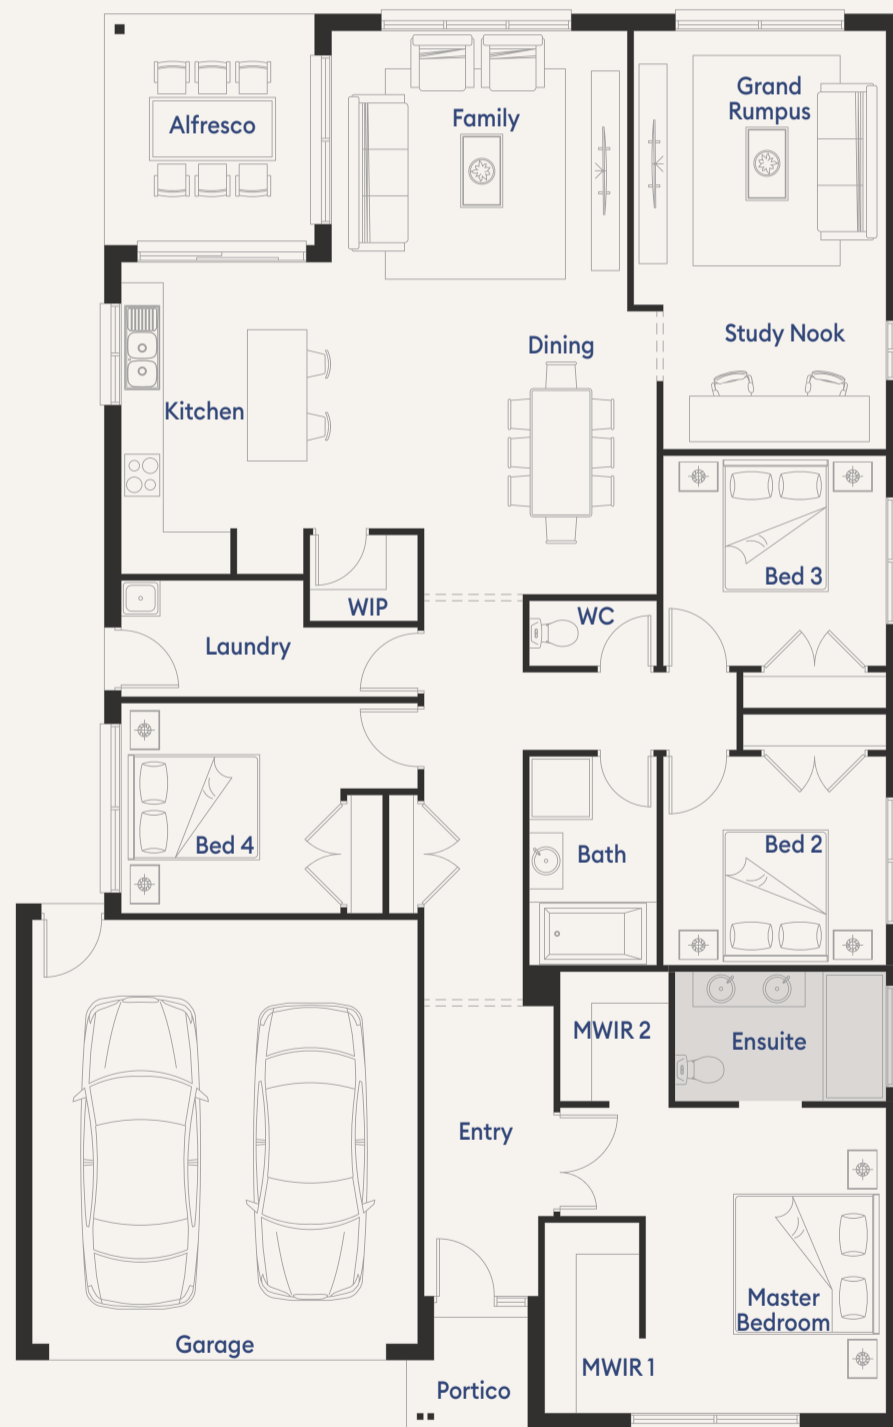 Alfresco
Family
Grand
Rumpus
Study Nook
Dining
Kitchen
Bed 3
WIP
WC
Laundry
Bed 4
Bath
Bed 2
MWIR 2
Ensuite
Entry
Master
Bedroom
Garage
MWIR 1
Portico